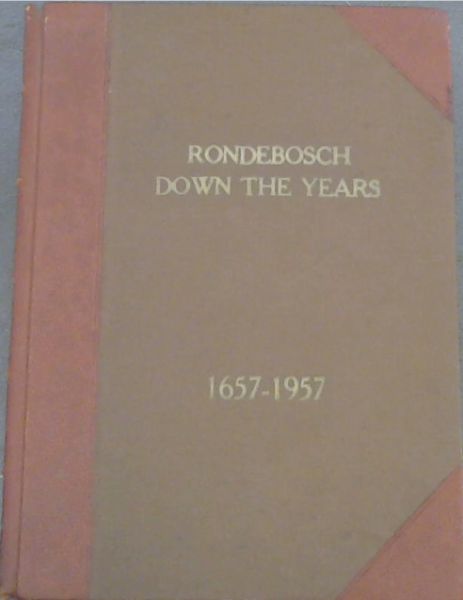 RONDEBOSCH
DOWN THE YEARS
1657-1957